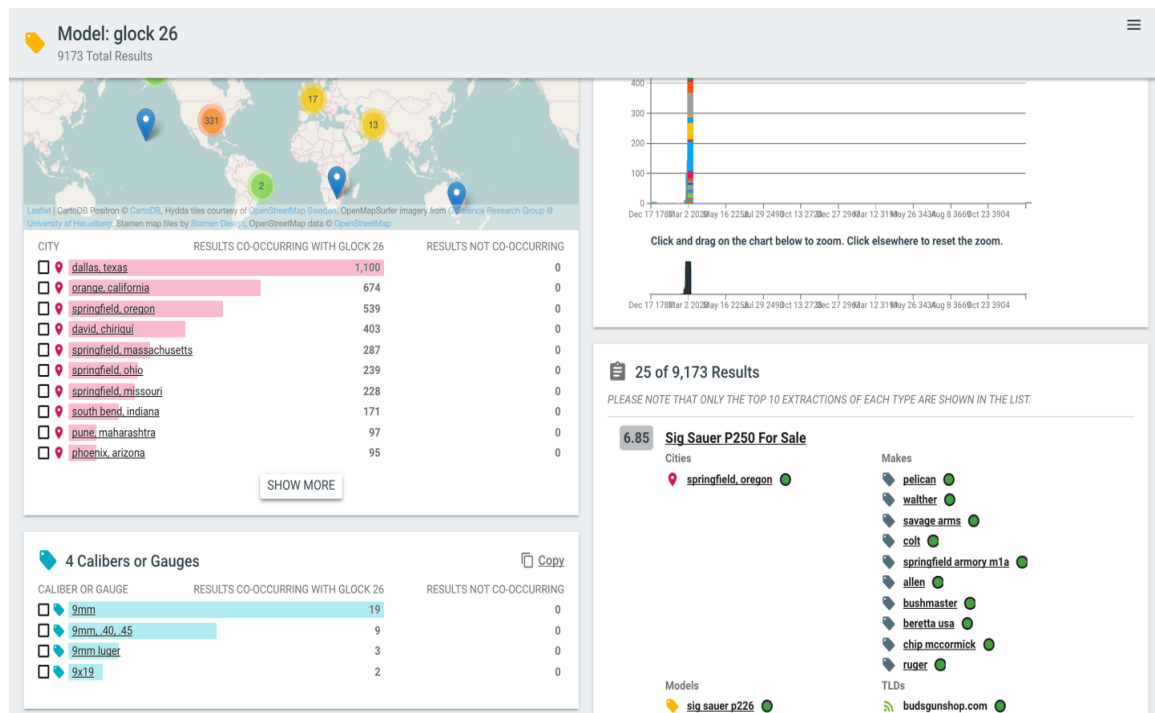 Model: glock 26
9173 Total Results
331
17
13
2
Leaflet | CartoDB Positron © CartoDB, Hydda tiles courtesy of OpenStreetMap Sweden, OpenMapSurfer imagery from GIScience Research Group @
University of Heidelberg, Stamen map tiles by Stamen Design, OpenStreetMap data © OpenStreetMap
CITY RESULTS CO-OCCURRING WITH GLOCK 26 RESULTS NOT CO-OCCURRING
dallas, texas 1,100 0
orange, california 674 0
springfield, oregon 539 0
david, chiriquí 403 0
springfield, massachusetts 287 0
springfield, ohio 239 0
springfield, missouri 228 0
south bend, indiana 171 0
pune, maharashtra 97 0
phoenix, arizona 95 0
SHOW MORE
4 Calibers or Gauges Copy
CALIBER OR GAUGE RESULTS CO-OCCURRING WITH GLOCK 26 RESULTS NOT CO-OCCURRING
9mm 19 0
9mm, .40, .45 9 0
9mm luger 3 0
9x19 2 0
400
300
200
100
0
Click and drag on the chart below to zoom. Click elsewhere to reset the zoom.
25 of 9,173 Results
PLEASE NOTE THAT ONLY THE TOP 10 EXTRACTIONS OF EACH TYPE ARE SHOWN IN THE LIST.
6.85 Sig Sauer P250 For Sale
Cities
springfield, oregon
Makes
pelican
walther
savage arms
colt
springfield armory m1a
allen
bushmaster
beretta usa
chip mccormick
ruger
Models
sig sauer p226
TLDs
budsgunshop.com